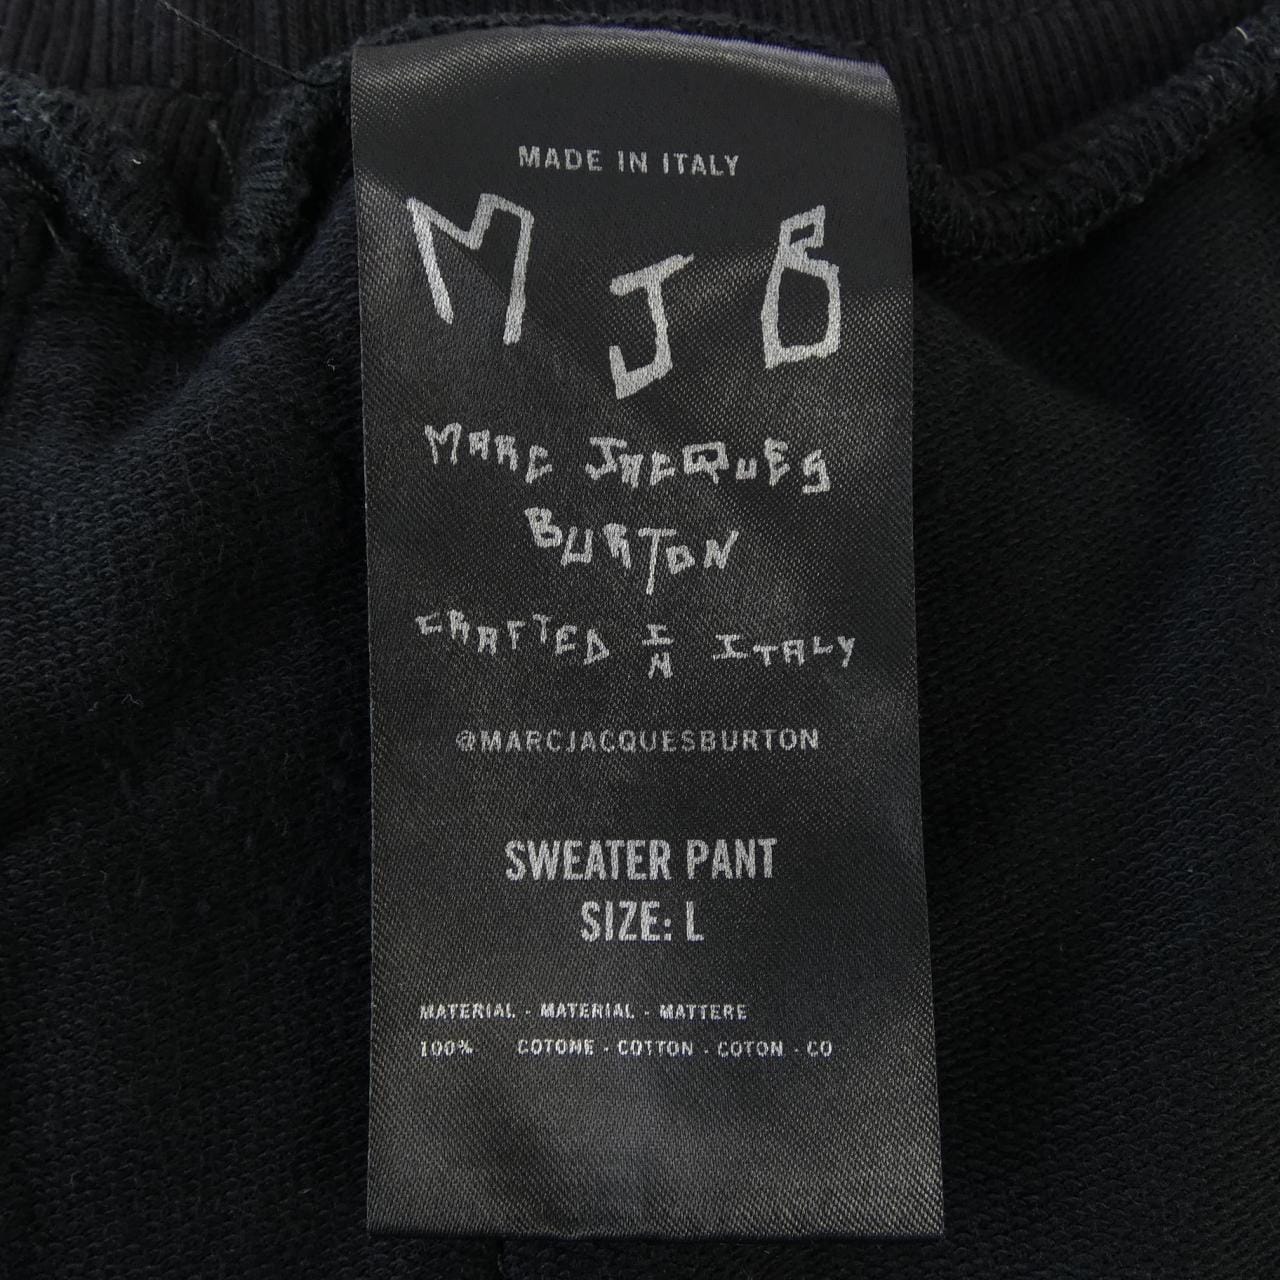 MADE IN ITALY
MJB
MARC JACQUES
BURTON
CRAFTED IN ITALY
@MARCJACQUESBURTON
SWEATER PANT
SIZE: L
MATERIAL - MATERIAL - MATTERE
100% COTONE - COTTON - COTON - CO